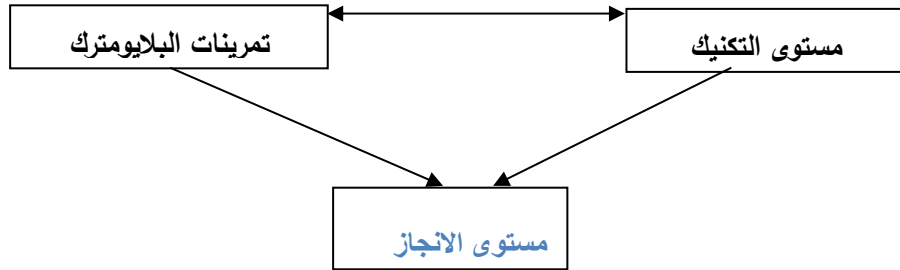 مستوى التكنيك
تمرينات البلايومترك
مستوى الانجاز